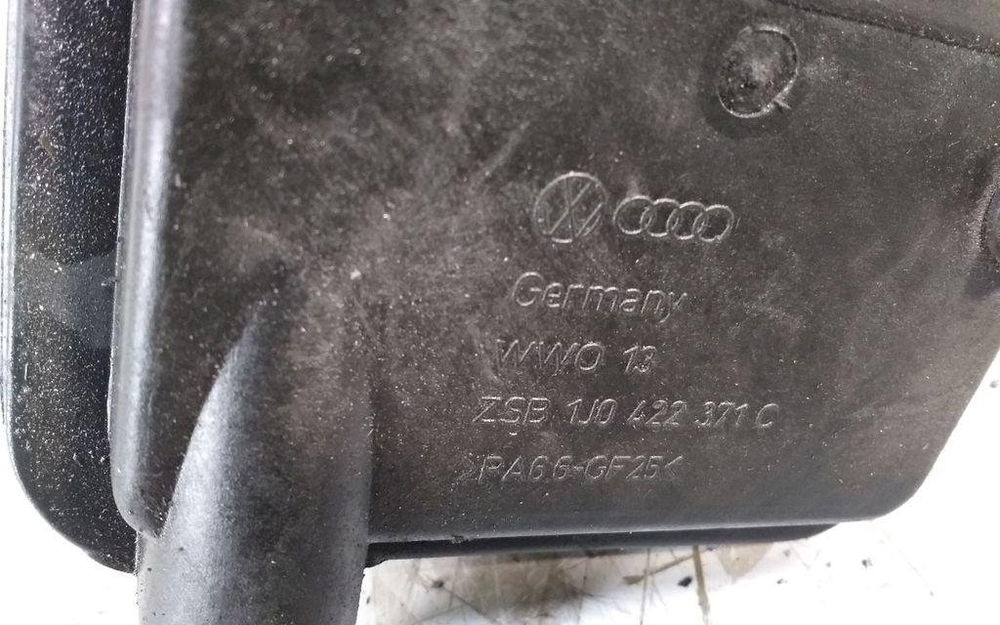 Germany
WWO 13
ZSB 1J0 422 371 C
>PA6.6-GF25<